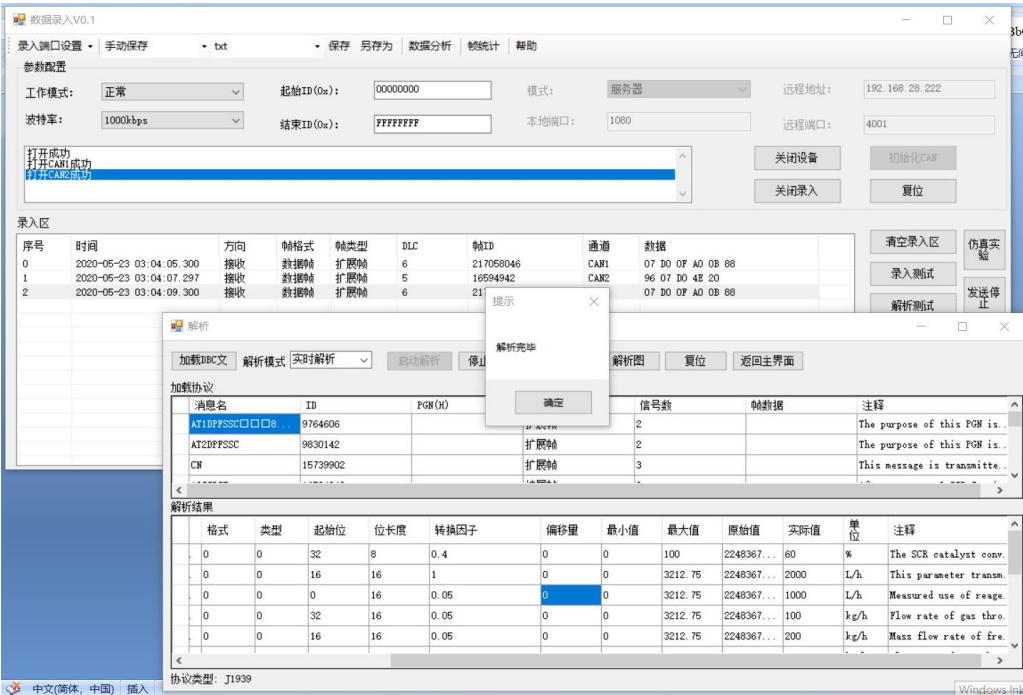 数据录入V0.1
录入端口设置 手动保存 txt 保存 另存为 数据分析 帧统计 帮助
参数配置
工作模式： 正常 起始ID(0x)： 00000000 模式： 服务器 远程地址： 192.168.28.222
波特率： 1000kbps 结束ID(0x)： FFFFFFFF 本地端口： 1080 远程端口： 4001
打开成功
打开CAN1成功
打开CAN2成功
关闭设备 初始化CAN
关闭录入 复位
录入区
序号 时间 方向 帧格式 帧类型 DLC 帧ID 通道 数据
0 2020-05-23 03:04:05.300 接收 数据帧 扩展帧 6 217058046 CAN1 07 D0 0F A0 0B 88
1 2020-05-23 03:04:07.297 接收 数据帧 扩展帧 5 16594942 CAN2 96 07 D0 4E 20
2 2020-05-23 03:04:09.300 接收 数据帧 扩展帧 6 21 07 D0 0F A0 0B 88
清空录入区 仿真实验
录入测试
解析测试 发送停止
提示
解析完毕
确定
解析
加载DBC文 解析模式 实时解析 启动解析 停止 解析图 复位 返回主界面
加载协议
消息名 ID PGN(H) 信号数 帧数据 注释
AT1DPFSSC□□□8... 9764606 2 The purpose of this PGN is..
AT2DPFSSC 9830142 扩展帧 2 The purpose of this PGN is..
CN 15739902 扩展帧 3 This message is transmitte..
解析结果
格式 类型 起始位 位长度 转换因子 偏移量 最小值 最大值 原始值 实际值 单位 注释
0 0 32 8 0.4 0 0 100 2248367... 60 % The SCR catalyst conv.
0 0 16 16 1 0 0 3212.75 2248367... 2000 L/h This parameter transm.
0 0 0 16 0.05 0 0 3212.75 2248367... 1000 L/h Measured use of reage.
0 0 32 16 0.05 0 0 3212.75 2248367... 100 kg/h Flow rate of gas thro.
0 0 16 16 0.05 0 0 3212.75 2248367... 200 kg/h Mass flow rate of fre.
协议类型： J1939
中文(简体, 中国) 插入
Windows Ink